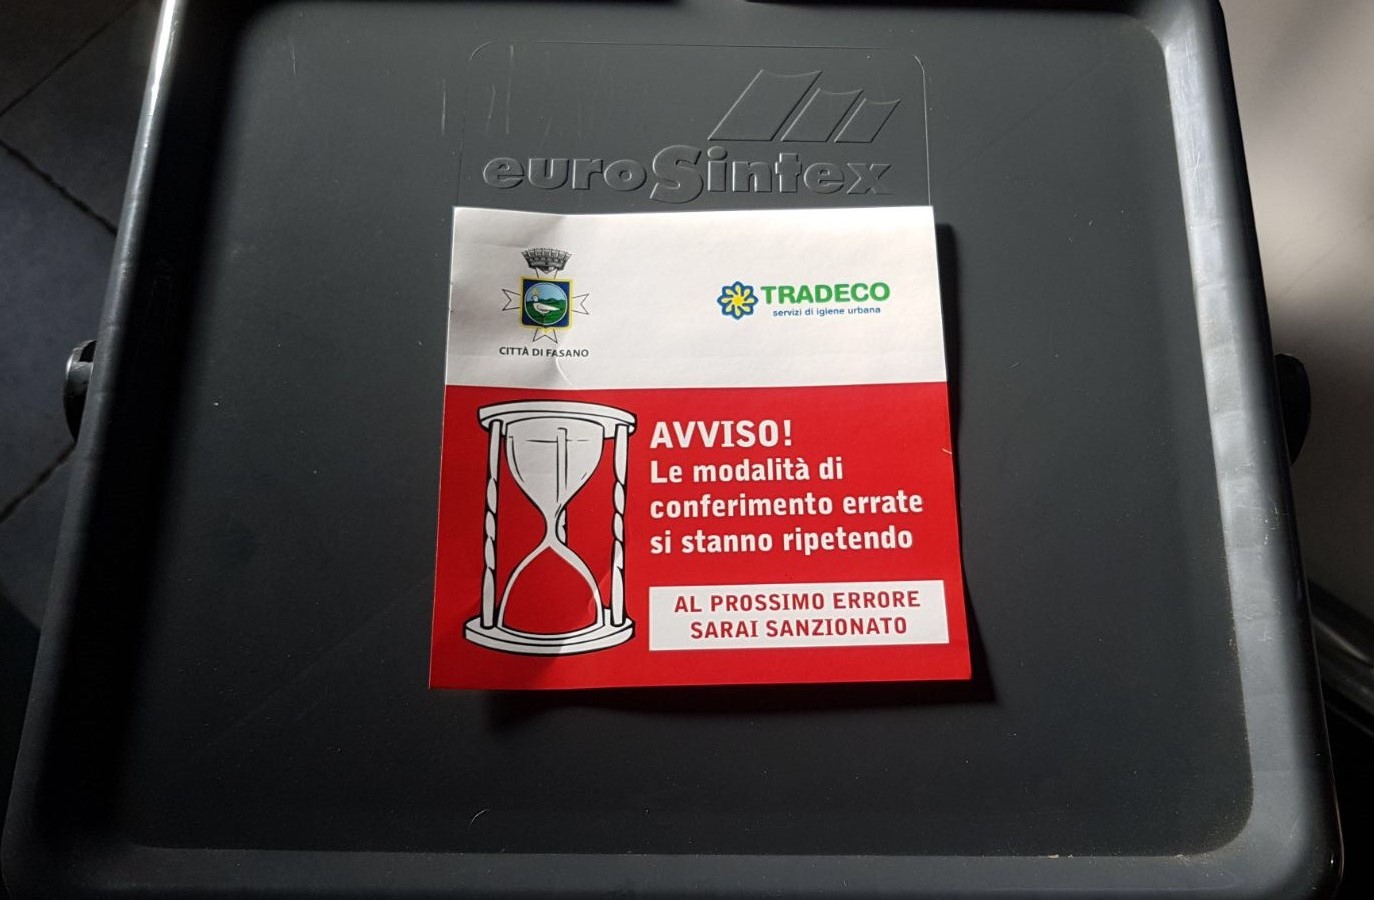 euroSintex
CITTÀ DI FASANO
TRADECO
servizi di igiene urbana
AVVISO!
Le modalità di
conferimento errate
si stanno ripetendo
AL PROSSIMO ERRORE
SARAI SANZIONATO